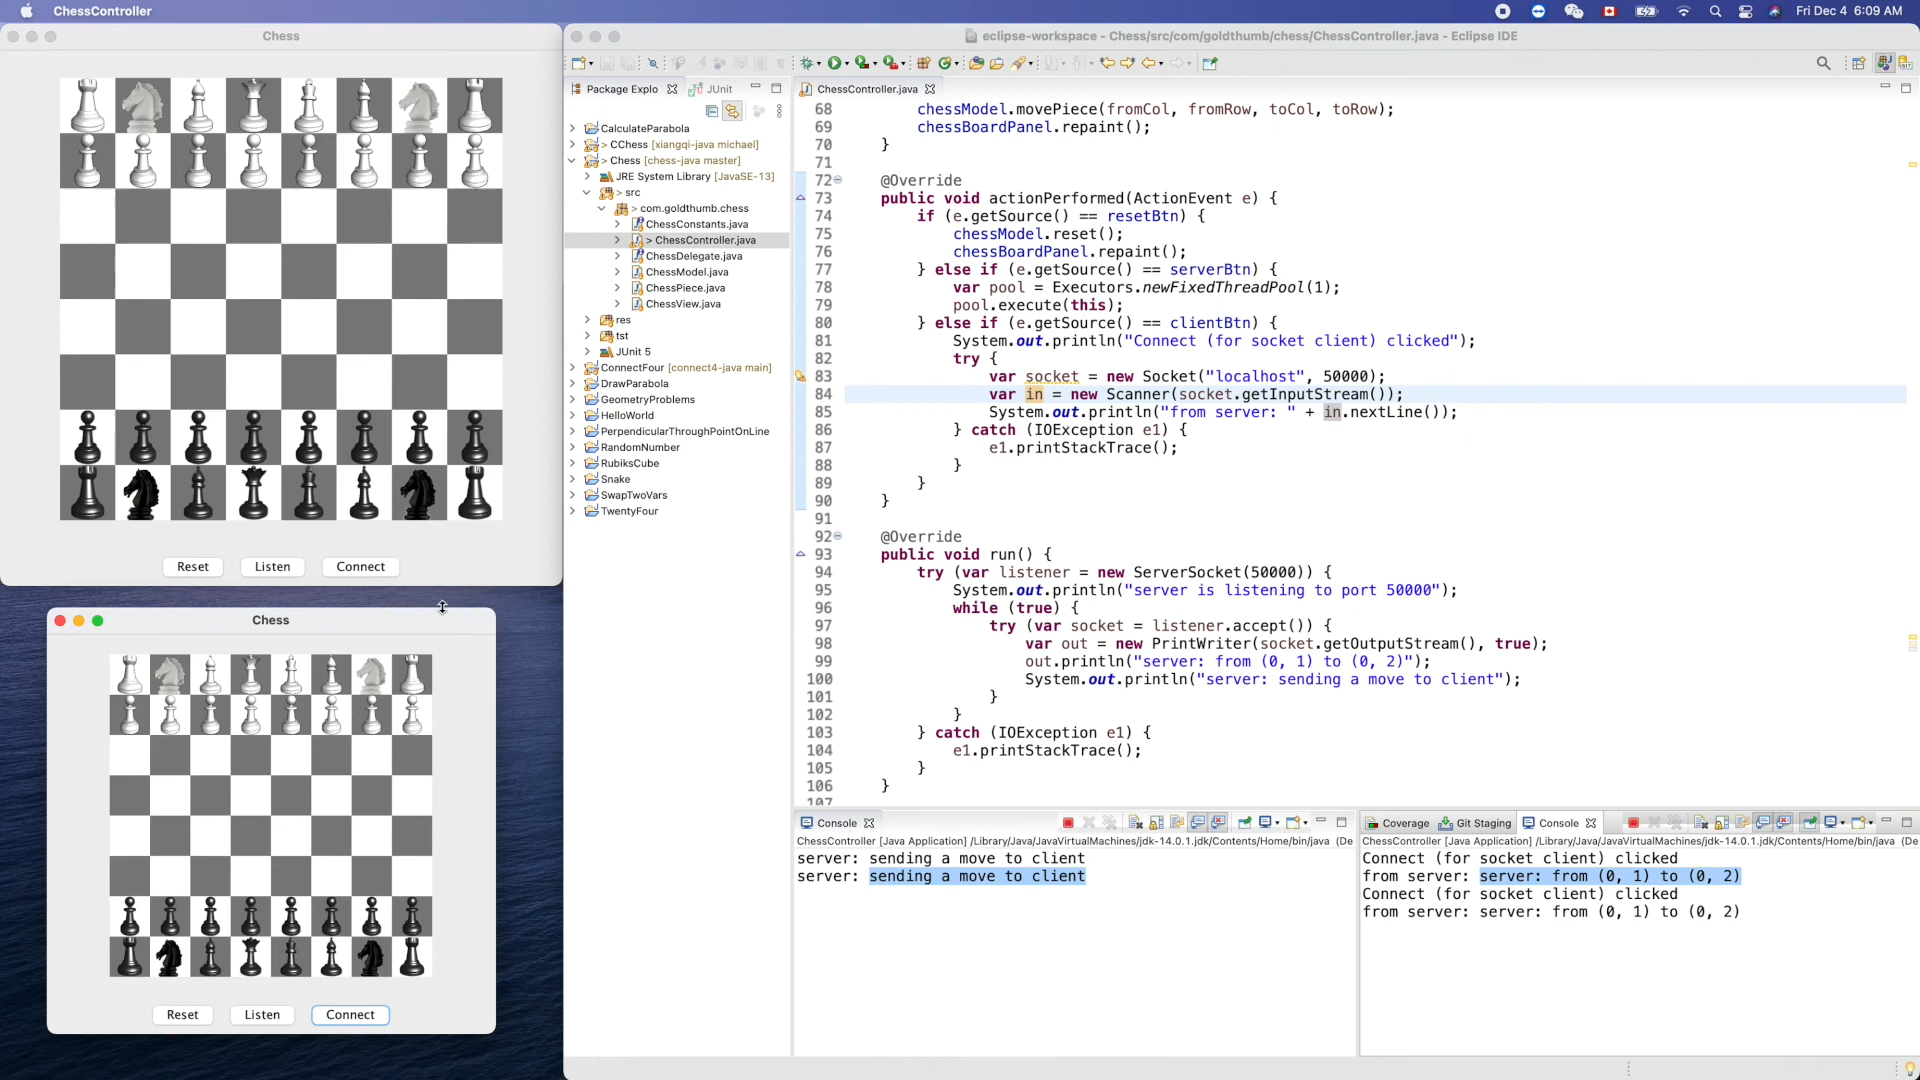 ChessController
Fri Dec 4 6:09 AM
Chess
Reset
Listen
Connect
Chess
Reset
Listen
Connect
eclipse-workspace - Chess/src/com/goldthumb/chess/ChessController.java - Eclipse IDE
Package Explo
JUnit
CalculateParabola
> CChess [xiangqi-java michael]
> Chess [chess-java master]
JRE System Library [JavaSE-13]
> src
> com.goldthumb.chess
ChessConstants.java
> ChessController.java
ChessDelegate.java
ChessModel.java
ChessPiece.java
ChessView.java
res
tst
JUnit 5
ConnectFour [connect4-java main]
DrawParabola
GeometryProblems
HelloWorld
PerpendicularThroughPointOnLine
RandomNumber
RubiksCube
Snake
SwapTwoVars
TwentyFour
ChessController.java
68 chessModel.movePiece(fromCol, fromRow, toCol, toRow);
69 chessBoardPanel.repaint();
70 }
71
72 @Override
73 public void actionPerformed(ActionEvent e) {
74 if (e.getSource() == resetBtn) {
75 chessModel.reset();
76 chessBoardPanel.repaint();
77 } else if (e.getSource() == serverBtn) {
78 var pool = Executors.newFixedThreadPool(1);
79 pool.execute(this);
80 } else if (e.getSource() == clientBtn) {
81 System.out.println("Connect (for socket client) clicked");
82 try {
83 var socket = new Socket("localhost", 50000);
84 var in = new Scanner(socket.getInputStream());
85 System.out.println("from server: " + in.nextLine());
86 } catch (IOException e1) {
87 e1.printStackTrace();
88 }
89 }
90 }
91
92 @Override
93 public void run() {
94 try (var listener = new ServerSocket(50000)) {
95 System.out.println("server is listening to port 50000");
96 while (true) {
97 try (var socket = listener.accept()) {
98 var out = new PrintWriter(socket.getOutputStream(), true);
99 out.println("server: from (0, 1) to (0, 2)");
100 System.out.println("server: sending a move to client");
101 }
102 }
103 } catch (IOException e1) {
104 e1.printStackTrace();
105 }
106 }
107
Console
ChessController [Java Application] /Library/Java/JavaVirtualMachines/jdk-14.0.1.jdk/Contents/Home/bin/java (De
server: sending a move to client
server: sending a move to client
Coverage
Git Staging
Console
ChessController [Java Application] /Library/Java/JavaVirtualMachines/jdk-14.0.1.jdk/Contents/Home/bin/java (De
Connect (for socket client) clicked
from server: server: from (0, 1) to (0, 2)
Connect (for socket client) clicked
from server: server: from (0, 1) to (0, 2)